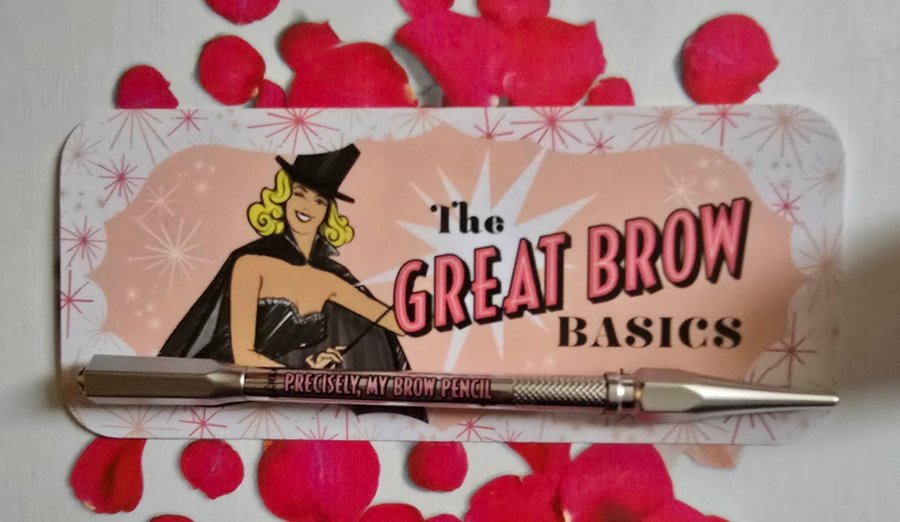 The
GREAT BROW
BASICS
PRECISELY, MY BROW PENCIL